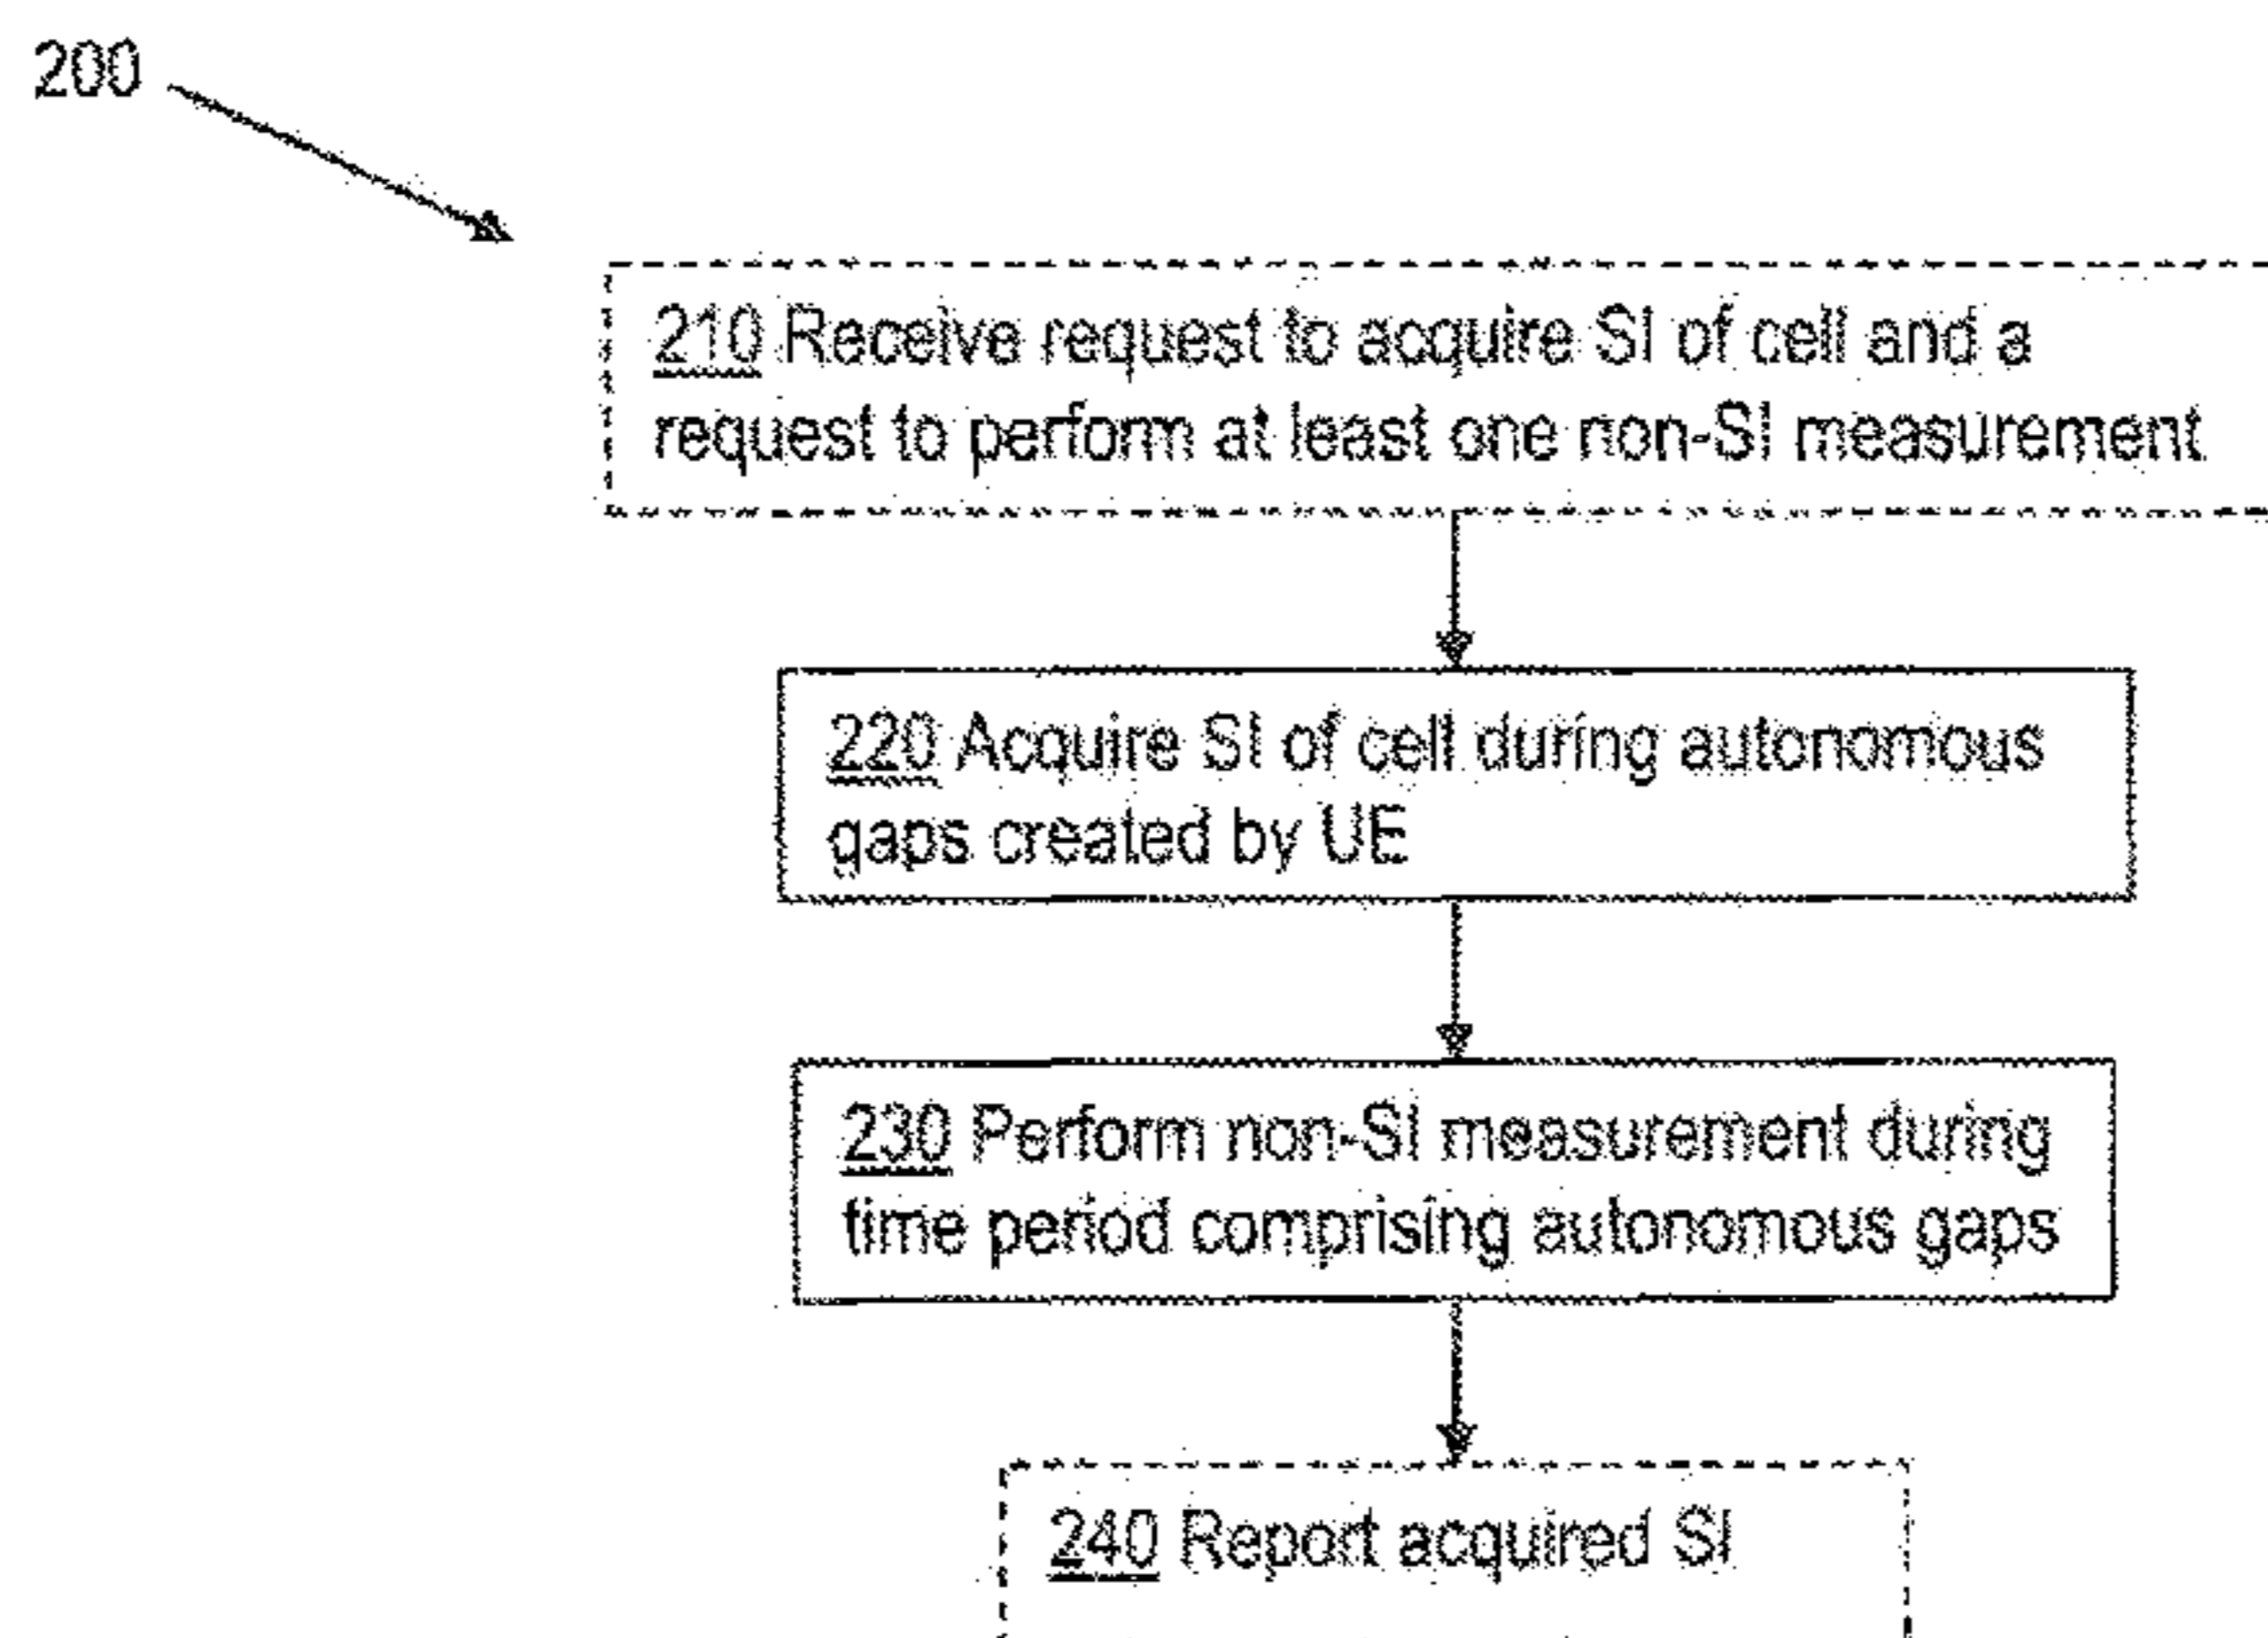 200
210 Receive request to acquire SI of cell and a
request to perform at least one non-SI measurement
220 Acquire SI of cell during autonomous
gaps created by UE
230 Perform non-SI measurement during
time period comprising autonomous gaps
240 Report acquired SI